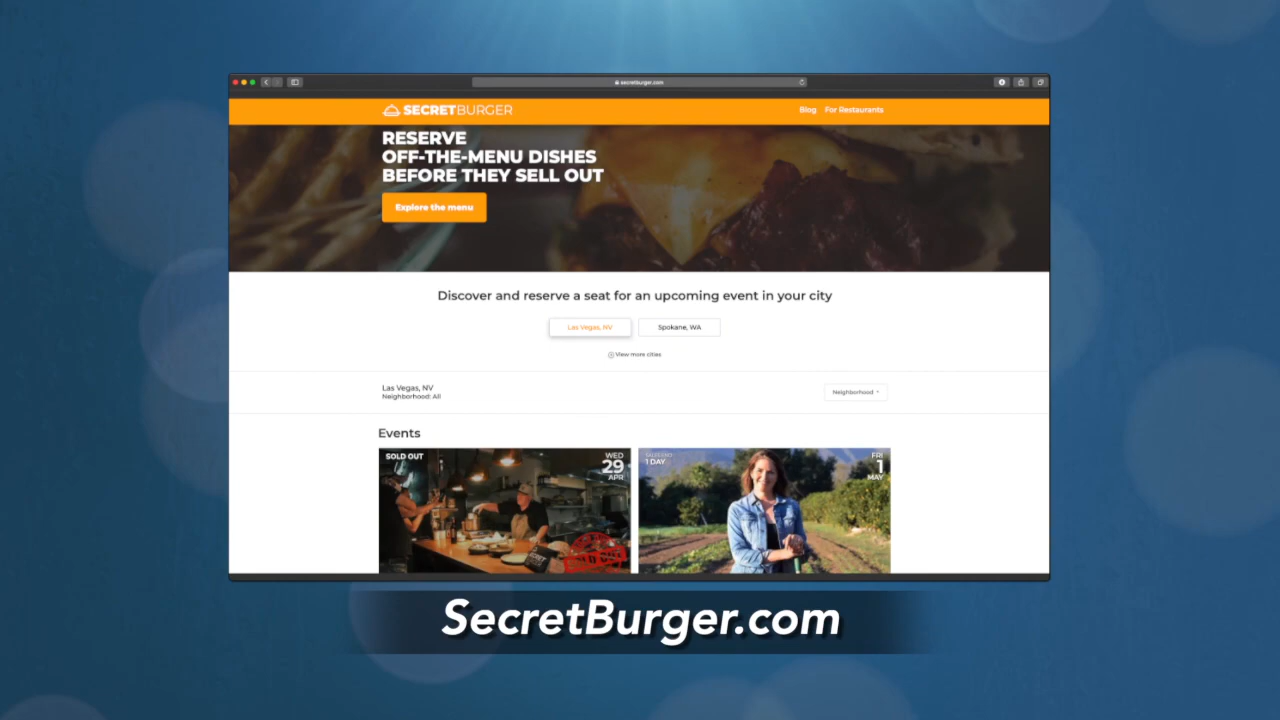 secretburger.com
SECRETBURGER
Blog For Restaurants
RESERVE
OFF-THE-MENU DISHES
BEFORE THEY SELL OUT
Explore the menu
Discover and reserve a seat for an upcoming event in your city
Las Vegas, NV Spokane, WA
View more cities
Las Vegas, NV
Neighborhood: All
Neighborhood
Events
SOLD OUT
WED
29
APR
1 DAY
FRI
1
MAY
SecretBurger.com